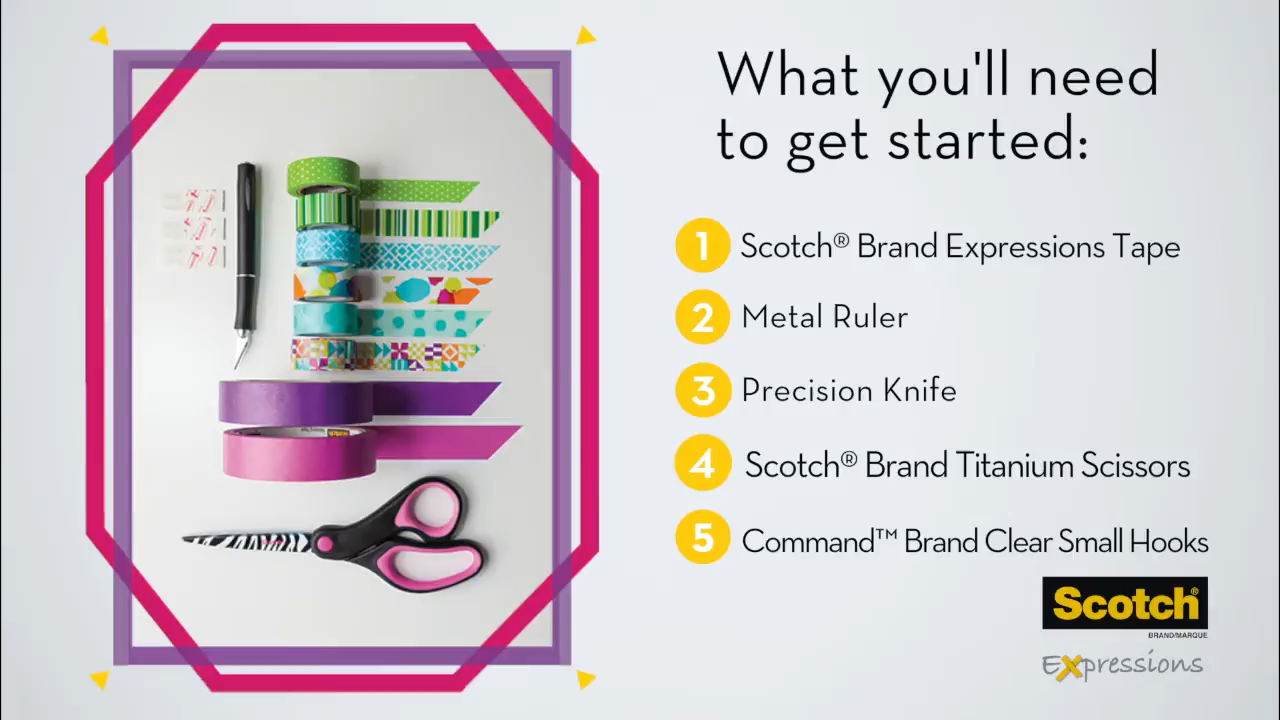 What you'll need
to get started:
1 Scotch® Brand Expressions Tape
2 Metal Ruler
3 Precision Knife
4 Scotch® Brand Titanium Scissors
5 Command™ Brand Clear Small Hooks
Scotch®
BRAND/MARQUE
Expressions